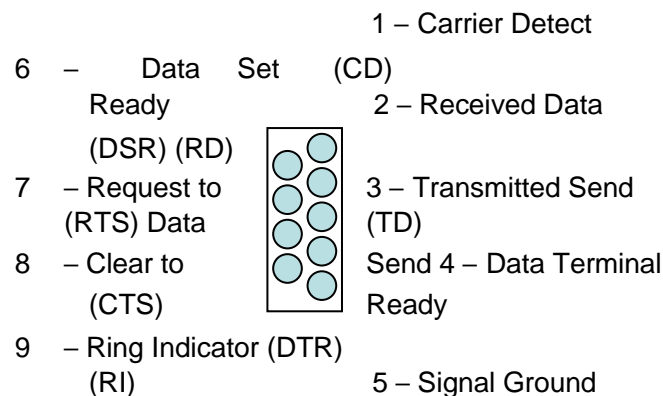 1 – Carrier Detect
6 – Data Set (CD)
Ready 2 – Received Data
(DSR) (RD)
7 – Request to 3 – Transmitted Send
(RTS) Data (TD)
8 – Clear to Send 4 – Data Terminal
(CTS) Ready
9 – Ring Indicator (DTR)
(RI) 5 – Signal Ground